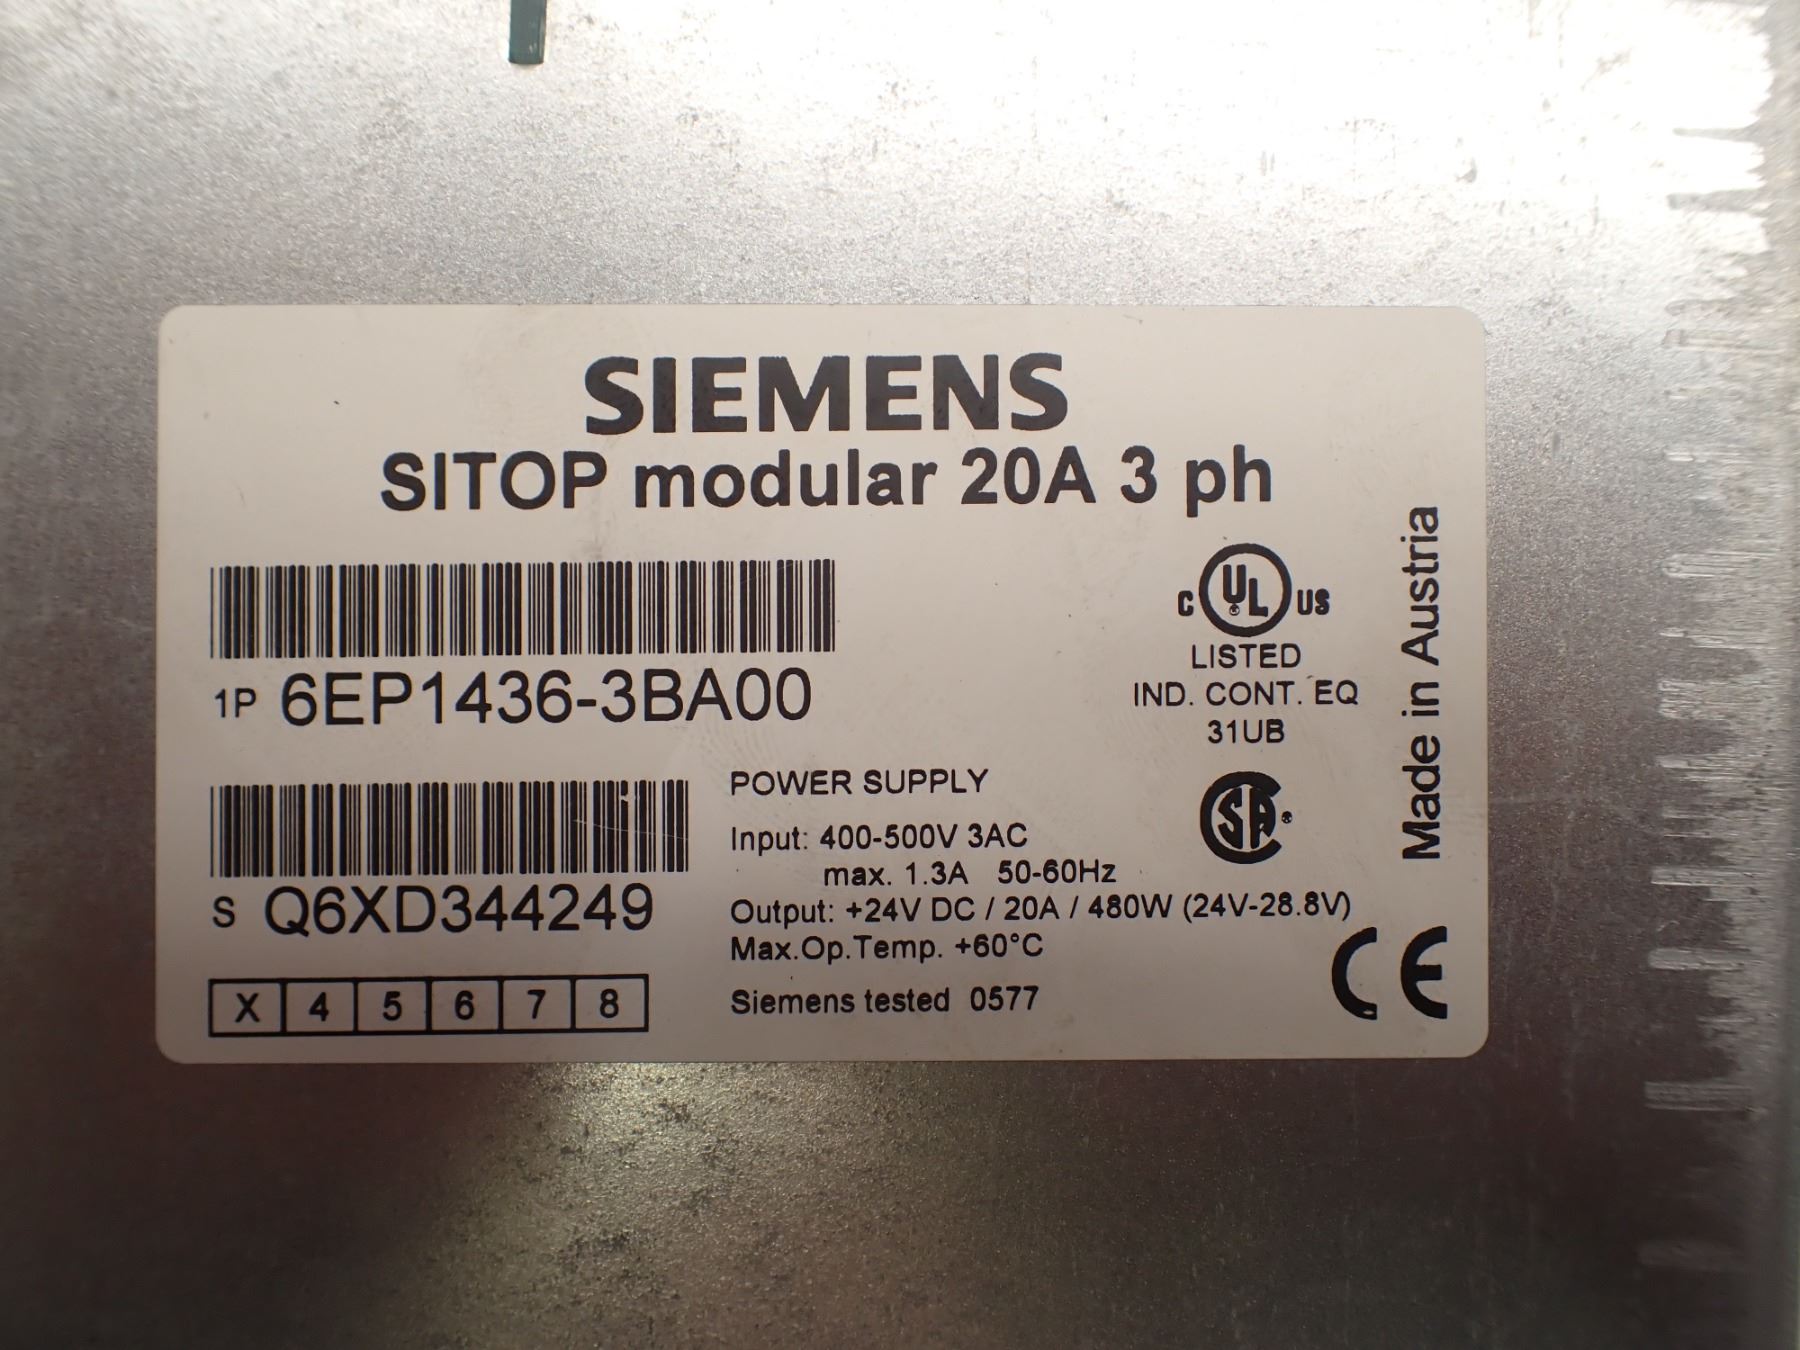 SIEMENS
SITOP modular 20A 3 ph
1P 6EP1436-3BA00
C UL US
LISTED
IND. CONT. EQ
31UB
SA
Made in Austria
S Q6XD344249
X 4 5 6 7 8
POWER SUPPLY
Input: 400-500V 3AC
max. 1.3A 50-60Hz
Output: +24V DC / 20A / 480W (24V-28.8V)
Max.Op.Temp. +60°C
Siemens tested 0577
CE